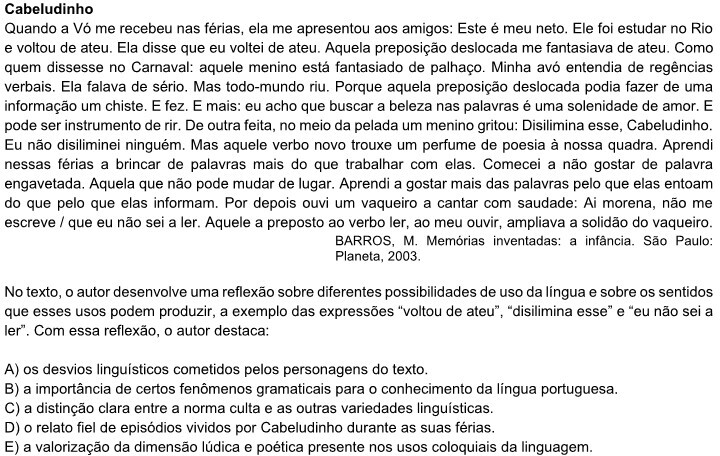 Cabeludinho
Quando a Vó me recebeu nas férias, ela me apresentou aos amigos: Este é meu neto. Ele foi estudar no Rio
e voltou de ateu. Ela disse que eu voltei de ateu. Aquela preposição deslocada me fantasiava de ateu. Como
quem dissesse no Carnaval: aquele menino está fantasiado de palhaço. Minha avó entendia de regências
verbais. Ela falava de sério. Mas todo-mundo riu. Porque aquela preposição deslocada podia fazer de uma
informação um chiste. E fez. E mais: eu acho que buscar a beleza nas palavras é uma solenidade de amor. E
pode ser instrumento de rir. De outra feita, no meio da pelada um menino gritou: Disilimina esse, Cabeludinho.
Eu não disiliminei ninguém. Mas aquele verbo novo trouxe um perfume de poesia à nossa quadra. Aprendi
nessas férias a brincar de palavras mais do que trabalhar com elas. Comecei a não gostar de palavra
engavetada. Aquela que não pode mudar de lugar. Aprendi a gostar mais das palavras pelo que elas entoam
do que pelo que elas informam. Por depois ouvi um vaqueiro a cantar com saudade: Ai morena, não me
escreve / que eu não sei a ler. Aquele a preposto ao verbo ler, ao meu ouvir, ampliava a solidão do vaqueiro.
BARROS, M. Memórias inventadas: a infância. São Paulo:
Planeta, 2003.
No texto, o autor desenvolve uma reflexão sobre diferentes possibilidades de uso da língua e sobre os sentidos
que esses usos podem produzir, a exemplo das expressões “voltou de ateu”, “disilimina esse” e “eu não sei a
ler”. Com essa reflexão, o autor destaca:
A) os desvios linguísticos cometidos pelos personagens do texto.
B) a importância de certos fenômenos gramaticais para o conhecimento da língua portuguesa.
C) a distinção clara entre a norma culta e as outras variedades linguísticas.
D) o relato fiel de episódios vividos por Cabeludinho durante as suas férias.
E) a valorização da dimensão lúdica e poética presente nos usos coloquiais da linguagem.